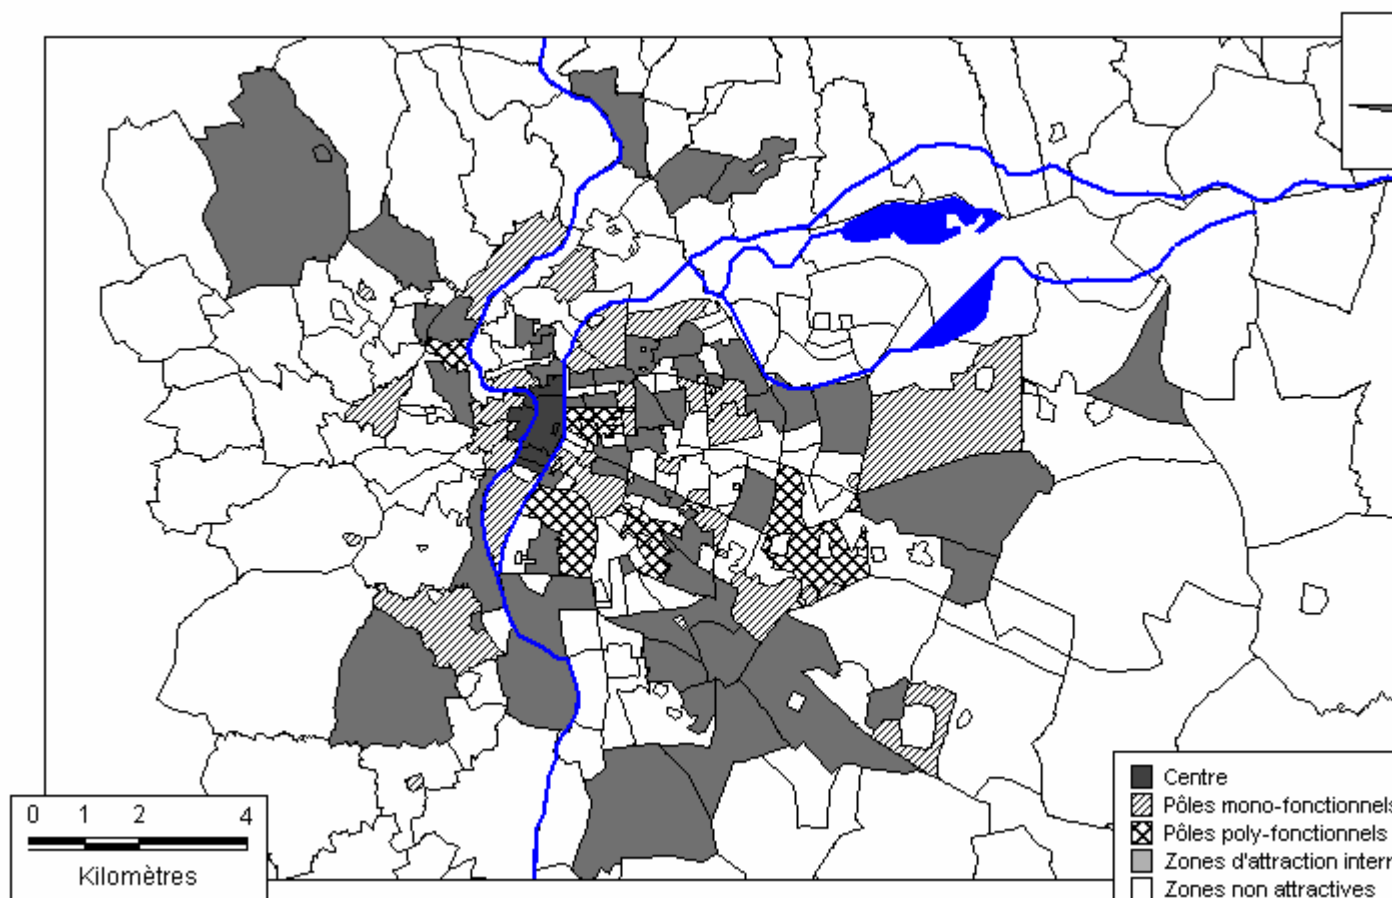 0 1 2 4
Kilomètres
Centre
Pôles mono-fonctionnels
Pôles poly-fonctionnels
Zones d'attraction
Zones non attractives